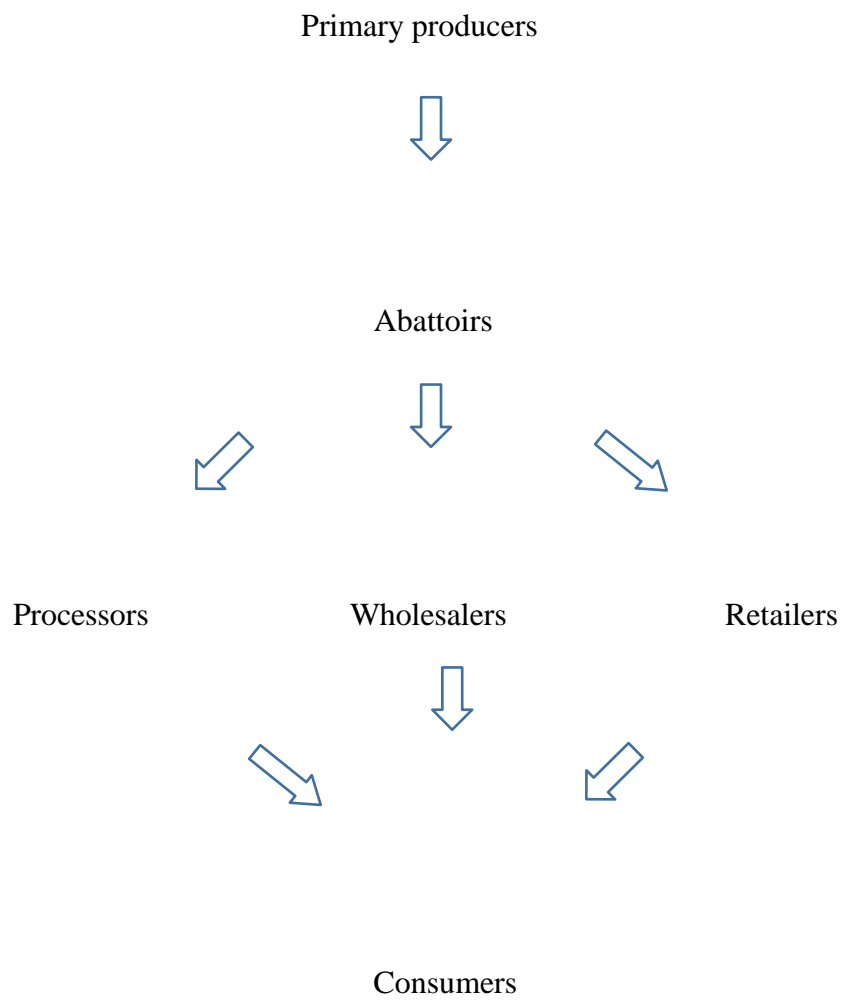 Primary producers
Abattoirs
Processors
Wholesalers
Retailers
Consumers